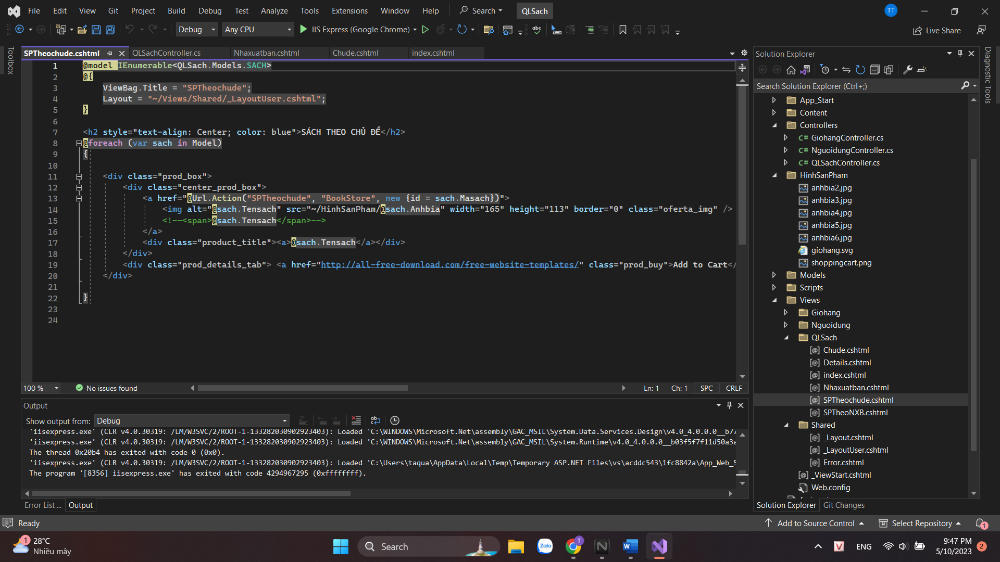 File Edit View Git Project Build Debug Test Analyze Tools Extensions Window Help Search QLSach TT
Debug Any CPU IIS Express (Google Chrome) Live Share
Toolbox
SPTheochude.cshtml QLSachController.cs Nhaxuatban.cshtml Chude.cshtml index.cshtml
1 @model IEnumerable<QLSach.Models.SACH>
2 @{
3 ViewBag.Title = "SPTheochude";
4 Layout = "~/Views/Shared/_LayoutUser.cshtml";
5 }
6
7 <h2 style="text-align: Center; color: blue">SÁCH THEO CHỦ ĐỀ</h2>
8 @foreach (var sach in Model)
9 {
10
11 <div class="prod_box">
12 <div class="center_prod_box">
13 <a href="@Url.Action("SPTheochude", "BookStore", new {id = sach.Masach})">
14 <img alt="@sach.Tensach" src="~/HinhSanPham/@sach.Anhbia" width="165" height="113" border="0" class="oferta_img" />
15 <!--<span>@sach.Tensach</span>-->
16 </a>
17 <div class="product_title"><a>@sach.Tensach</a></div>
18 </div>
19 <div class="prod_details_tab"> <a href="http://all-free-download.com/free-website-templates/" class="prod_buy">Add to Cart</
20 </div>
21
22 }
23
24
100 % No issues found Ln: 1 Ch: 1 SPC CRLF
Output
Show output from: Debug
'iisexpress.exe' (CLR v4.0.30319: /LM/W3SVC/2/ROOT-1-133282030902923403): Loaded 'C:\WINDOWS\Microsoft.Net\assembly\GAC_MSIL\System.Data.Services.Design\v4.0_4.0.0.0__b77
'iisexpress.exe' (CLR v4.0.30319: /LM/W3SVC/2/ROOT-1-133282030902923403): Loaded 'C:\WINDOWS\Microsoft.Net\assembly\GAC_MSIL\System.Runtime\v4.0_4.0.0.0__b03f5f7f11d50a3a
The thread 0x20b4 has exited with code 0 (0x0).
'iisexpress.exe' (CLR v4.0.30319: /LM/W3SVC/2/ROOT-1-133282030902923403): Loaded 'C:\Users\taqua\AppData\Local\Temp\Temporary ASP.NET Files\vs\acddc543\1fc8842a\App_Web_5
The program '[8356] iisexpress.exe' has exited with code 4294967295 (0xffffffff).
Error List ... Output
Solution Explorer
Search Solution Explorer (Ctrl+;)
App_Start
Content
Controllers
C# GiohangController.cs
C# NguoidungController.cs
C# QLSachController.cs
HinhSanPham
anhbia2.jpg
anhbia3.jpg
anhbia4.jpg
anhbia5.jpg
anhbia6.jpg
giohang.svg
shoppingcart.png
Models
Scripts
Views
Giohang
Nguoidung
QLSach
[@] Chude.cshtml
[@] Details.cshtml
[@] index.cshtml
[@] Nhaxuatban.cshtml
[@] SPTheochude.cshtml
[@] SPTheoNXB.cshtml
Shared
[@] _Layout.cshtml
[@] _LayoutUser.cshtml
[@] Error.cshtml
[@] _ViewStart.cshtml
Web.config
Solution Explorer Git Changes
Diagnostic Tools
Ready Add to Source Control Select Repository 1
1 28°C
Nhiều mây
Search Zalo T N W V ENG 9:47 PM 2
5/10/2023